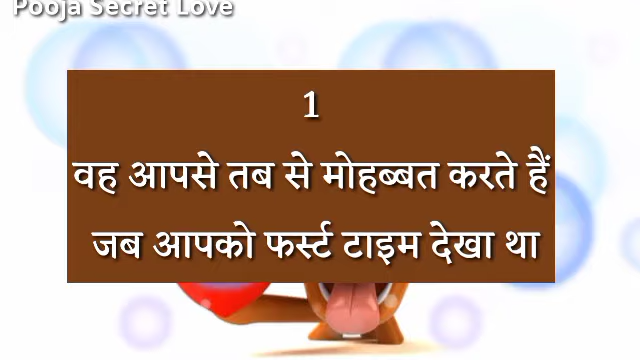 Pooja Secret Love
1
वह आपसे तब से मोहब्बत करते हैं
जब आपको फर्स्ट टाइम देखा था